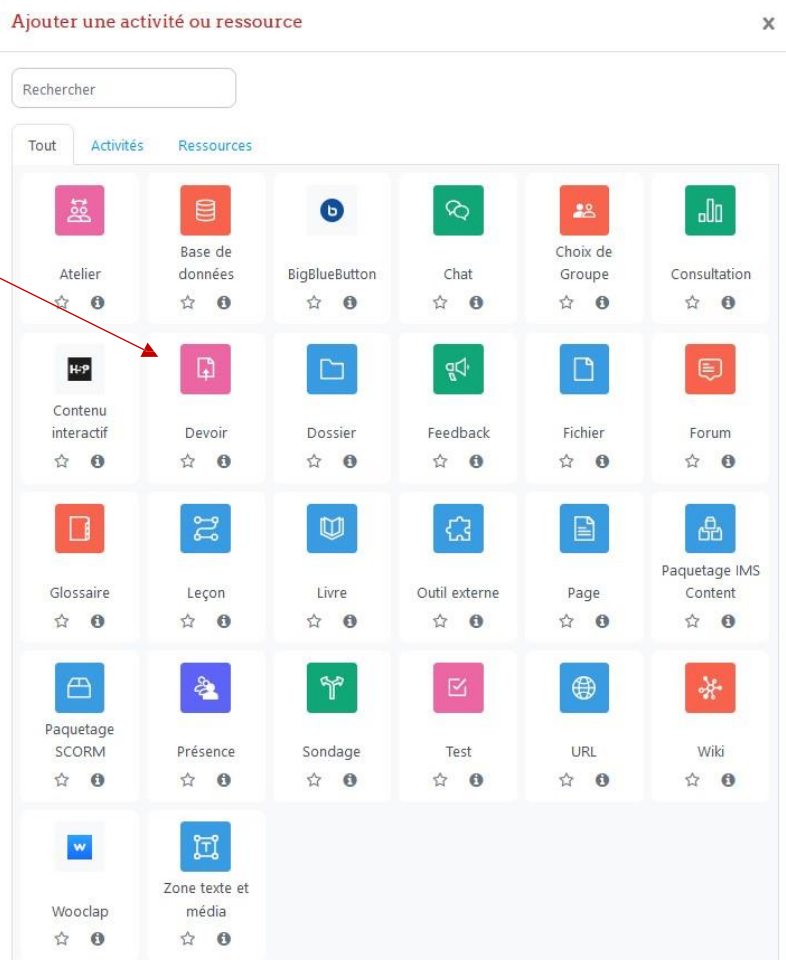 Ajouter une activité ou ressource
x
Rechercher
Tout Activités Ressources
Atelier
Base de
données
BigBlueButton
Chat
Choix de
Groupe
Consultation
H-P
Contenu
interactif
Devoir
Dossier
Feedback
Fichier
Forum
Glossaire
Leçon
Livre
Outil externe
Page
Paquetage IMS
Content
Paquetage
SCORM
Présence
Sondage
Test
URL
Wiki
w
Wooclap
T
Zone texte et
média